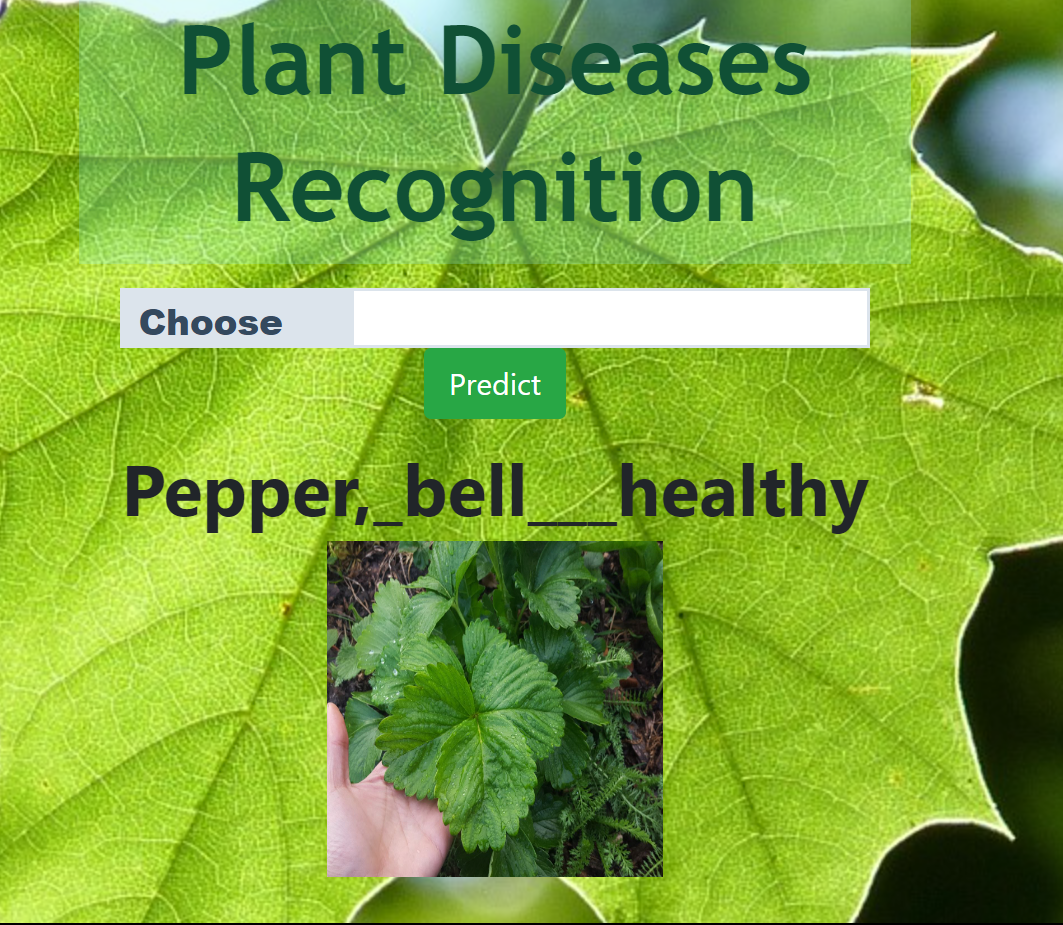 Plant Diseases
Recognition
Choose
Predict
Pepper,_bell___healthy